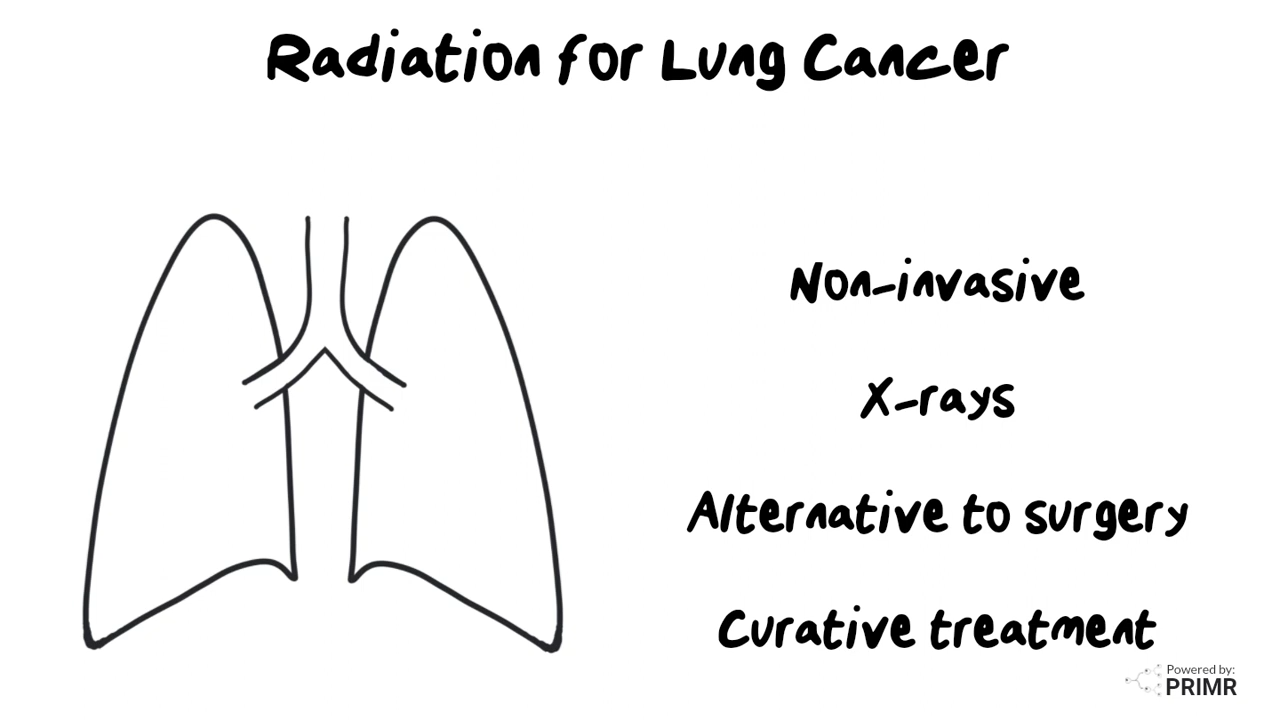 Radiation for Lung Cancer
Non-invasive
X-rays
Alternative to surgery
Curative treatment
Powered by:
PRIMR